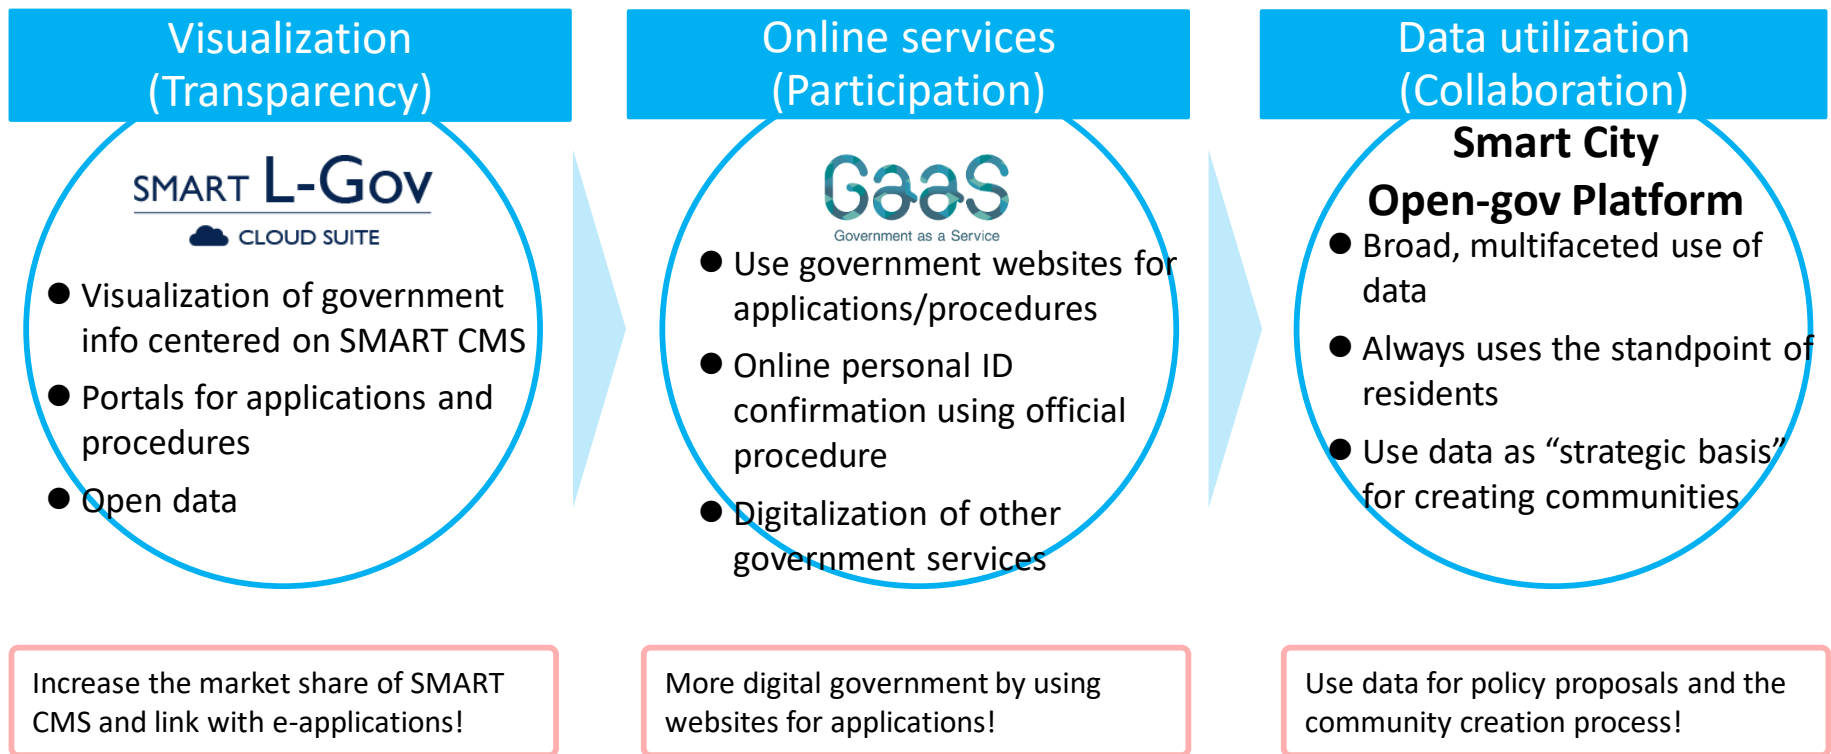 Visualization
(Transparency)
SMART L-Gov
CLOUD SUITE
● Visualization of government
info centered on SMART CMS
● Portals for applications and
procedures
● Open data
Increase the market share of SMART
CMS and link with e-applications!
Online services
(Participation)
GaaS
Government as a Service
● Use government websites for
applications/procedures
● Online personal ID
confirmation using official
procedure
● Digitalization of other
government services
More digital government by using
websites for applications!
Data utilization
(Collaboration)
Smart City
Open-gov Platform
● Broad, multifaceted use of
data
● Always uses the standpoint of
residents
● Use data as “strategic basis”
for creating communities
Use data for policy proposals and the
community creation process!